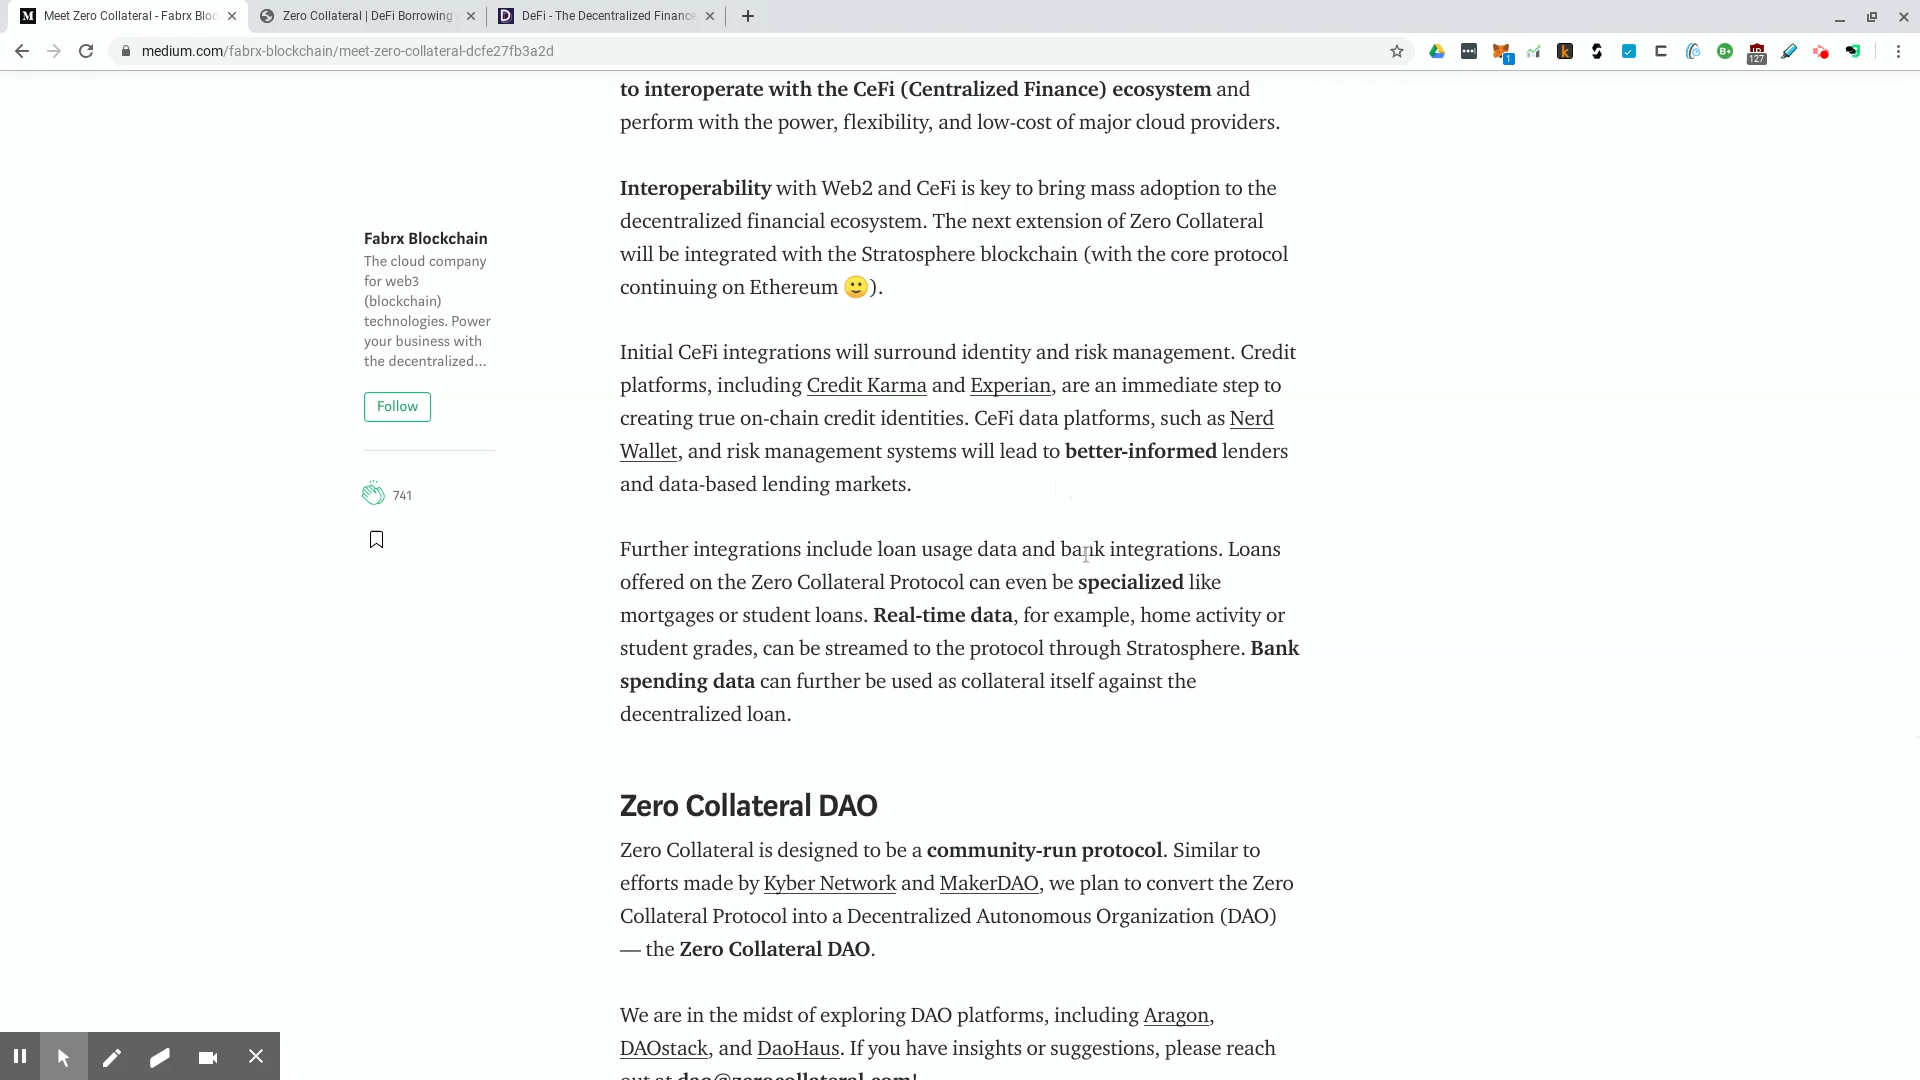 Meet Zero Collateral - Fabrx Bloc
Zero Collateral | DeFi Borrowing
DeFi - The Decentralized Finance
medium.com/fabrx-blockchain/meet-zero-collateral-dcfe27fb3a2d
1
127
to interoperate with the CeFi (Centralized Finance) ecosystem and
perform with the power, flexibility, and low-cost of major cloud providers.
Interoperability with Web2 and CeFi is key to bring mass adoption to the
decentralized financial ecosystem. The next extension of Zero Collateral
will be integrated with the Stratosphere blockchain (with the core protocol
continuing on Ethereum 🙂).
Fabrx Blockchain
The cloud company
for web3
(blockchain)
technologies. Power
your business with
the decentralized...
Follow
741
Initial CeFi integrations will surround identity and risk management. Credit
platforms, including Credit Karma and Experian, are an immediate step to
creating true on-chain credit identities. CeFi data platforms, such as Nerd
Wallet, and risk management systems will lead to better-informed lenders
and data-based lending markets.
Further integrations include loan usage data and bank integrations. Loans
offered on the Zero Collateral Protocol can even be specialized like
mortgages or student loans. Real-time data, for example, home activity or
student grades, can be streamed to the protocol through Stratosphere. Bank
spending data can further be used as collateral itself against the
decentralized loan.
Zero Collateral DAO
Zero Collateral is designed to be a community-run protocol. Similar to
efforts made by Kyber Network and MakerDAO, we plan to convert the Zero
Collateral Protocol into a Decentralized Autonomous Organization (DAO)
— the Zero Collateral DAO.
We are in the midst of exploring DAO platforms, including Aragon,
DAOstack, and DaoHaus. If you have insights or suggestions, please reach
out at dao@zerocollateral.com!